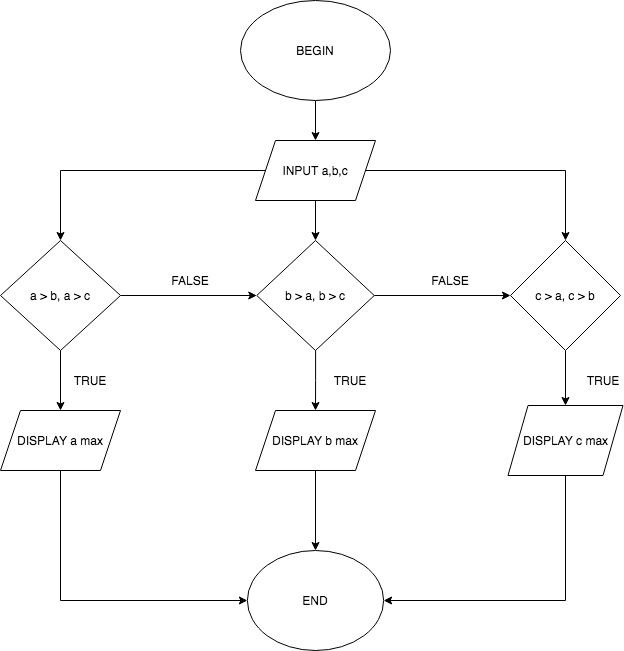 BEGIN
INPUT a,b,c
a > b, a > c
FALSE
b > a, b > c
FALSE
c > a, c > b
TRUE
TRUE
TRUE
DISPLAY a max
DISPLAY b max
DISPLAY c max
END